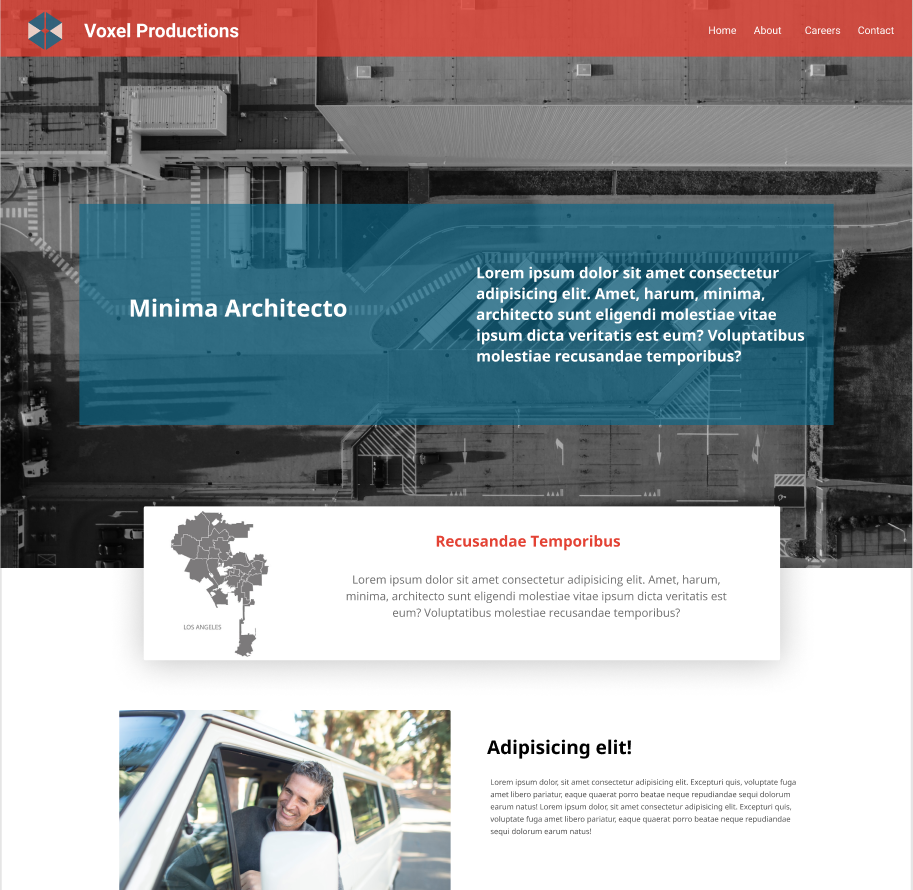 Voxel Productions
Home About Careers Contact
Minima Architecto
Lorem ipsum dolor sit amet consectetur
adipisicing elit. Amet, harum, minima,
architecto sunt eligendi molestiae vitae
ipsum dicta veritatis est eum? Voluptatibus
molestiae recusandae temporibus?
Recusandae Temporibus
Lorem ipsum dolor sit amet consectetur adipisicing elit. Amet, harum,
minima, architecto sunt eligendi molestiae vitae ipsum dicta veritatis est
eum? Voluptatibus molestiae recusandae temporibus?
LOS ANGELES
Adipisicing elit!
Lorem ipsum dolor, sit amet consectetur adipisicing elit. Excepturi quis, voluptate fuga
amet libero pariatur, eaque quaerat porro beatae neque repudiandae sequi dolorum
earum natus! Lorem ipsum dolor, sit amet consectetur adipisicing elit. Excepturi quis,
voluptate fuga amet libero pariatur, eaque quaerat porro beatae neque repudiandae
sequi dolorum earum natus!